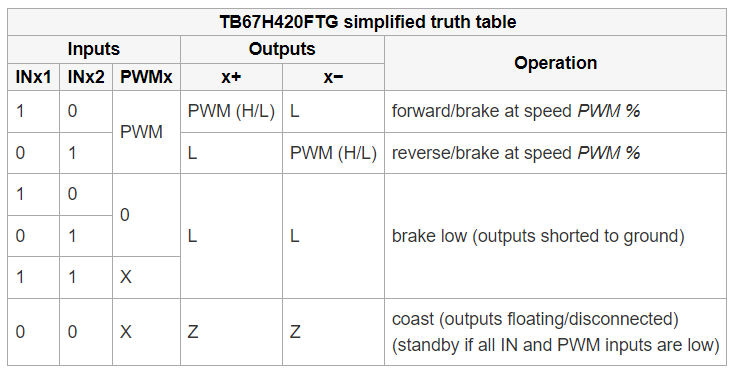 TB67H420FTG simplified truth table
Inputs Outputs Operation
INx1 INx2 PWMx x+ x−
1 0 PWM PWM (H/L) L forward/brake at speed PWM %
0 1 L PWM (H/L) reverse/brake at speed PWM %
1 0 0 L L brake low (outputs shorted to ground)
0 1
1 1 X
0 0 X Z Z coast (outputs floating/disconnected)
(standby if all IN and PWM inputs are low)